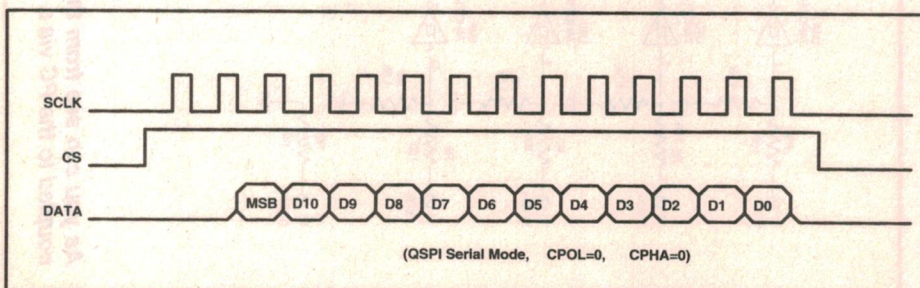 SCLK
CS
DATA
MSB D10 D9 D8 D7 D6 D5 D4 D3 D2 D1 D0
(QSPI Serial Mode, CPOL=0, CPHA=0)